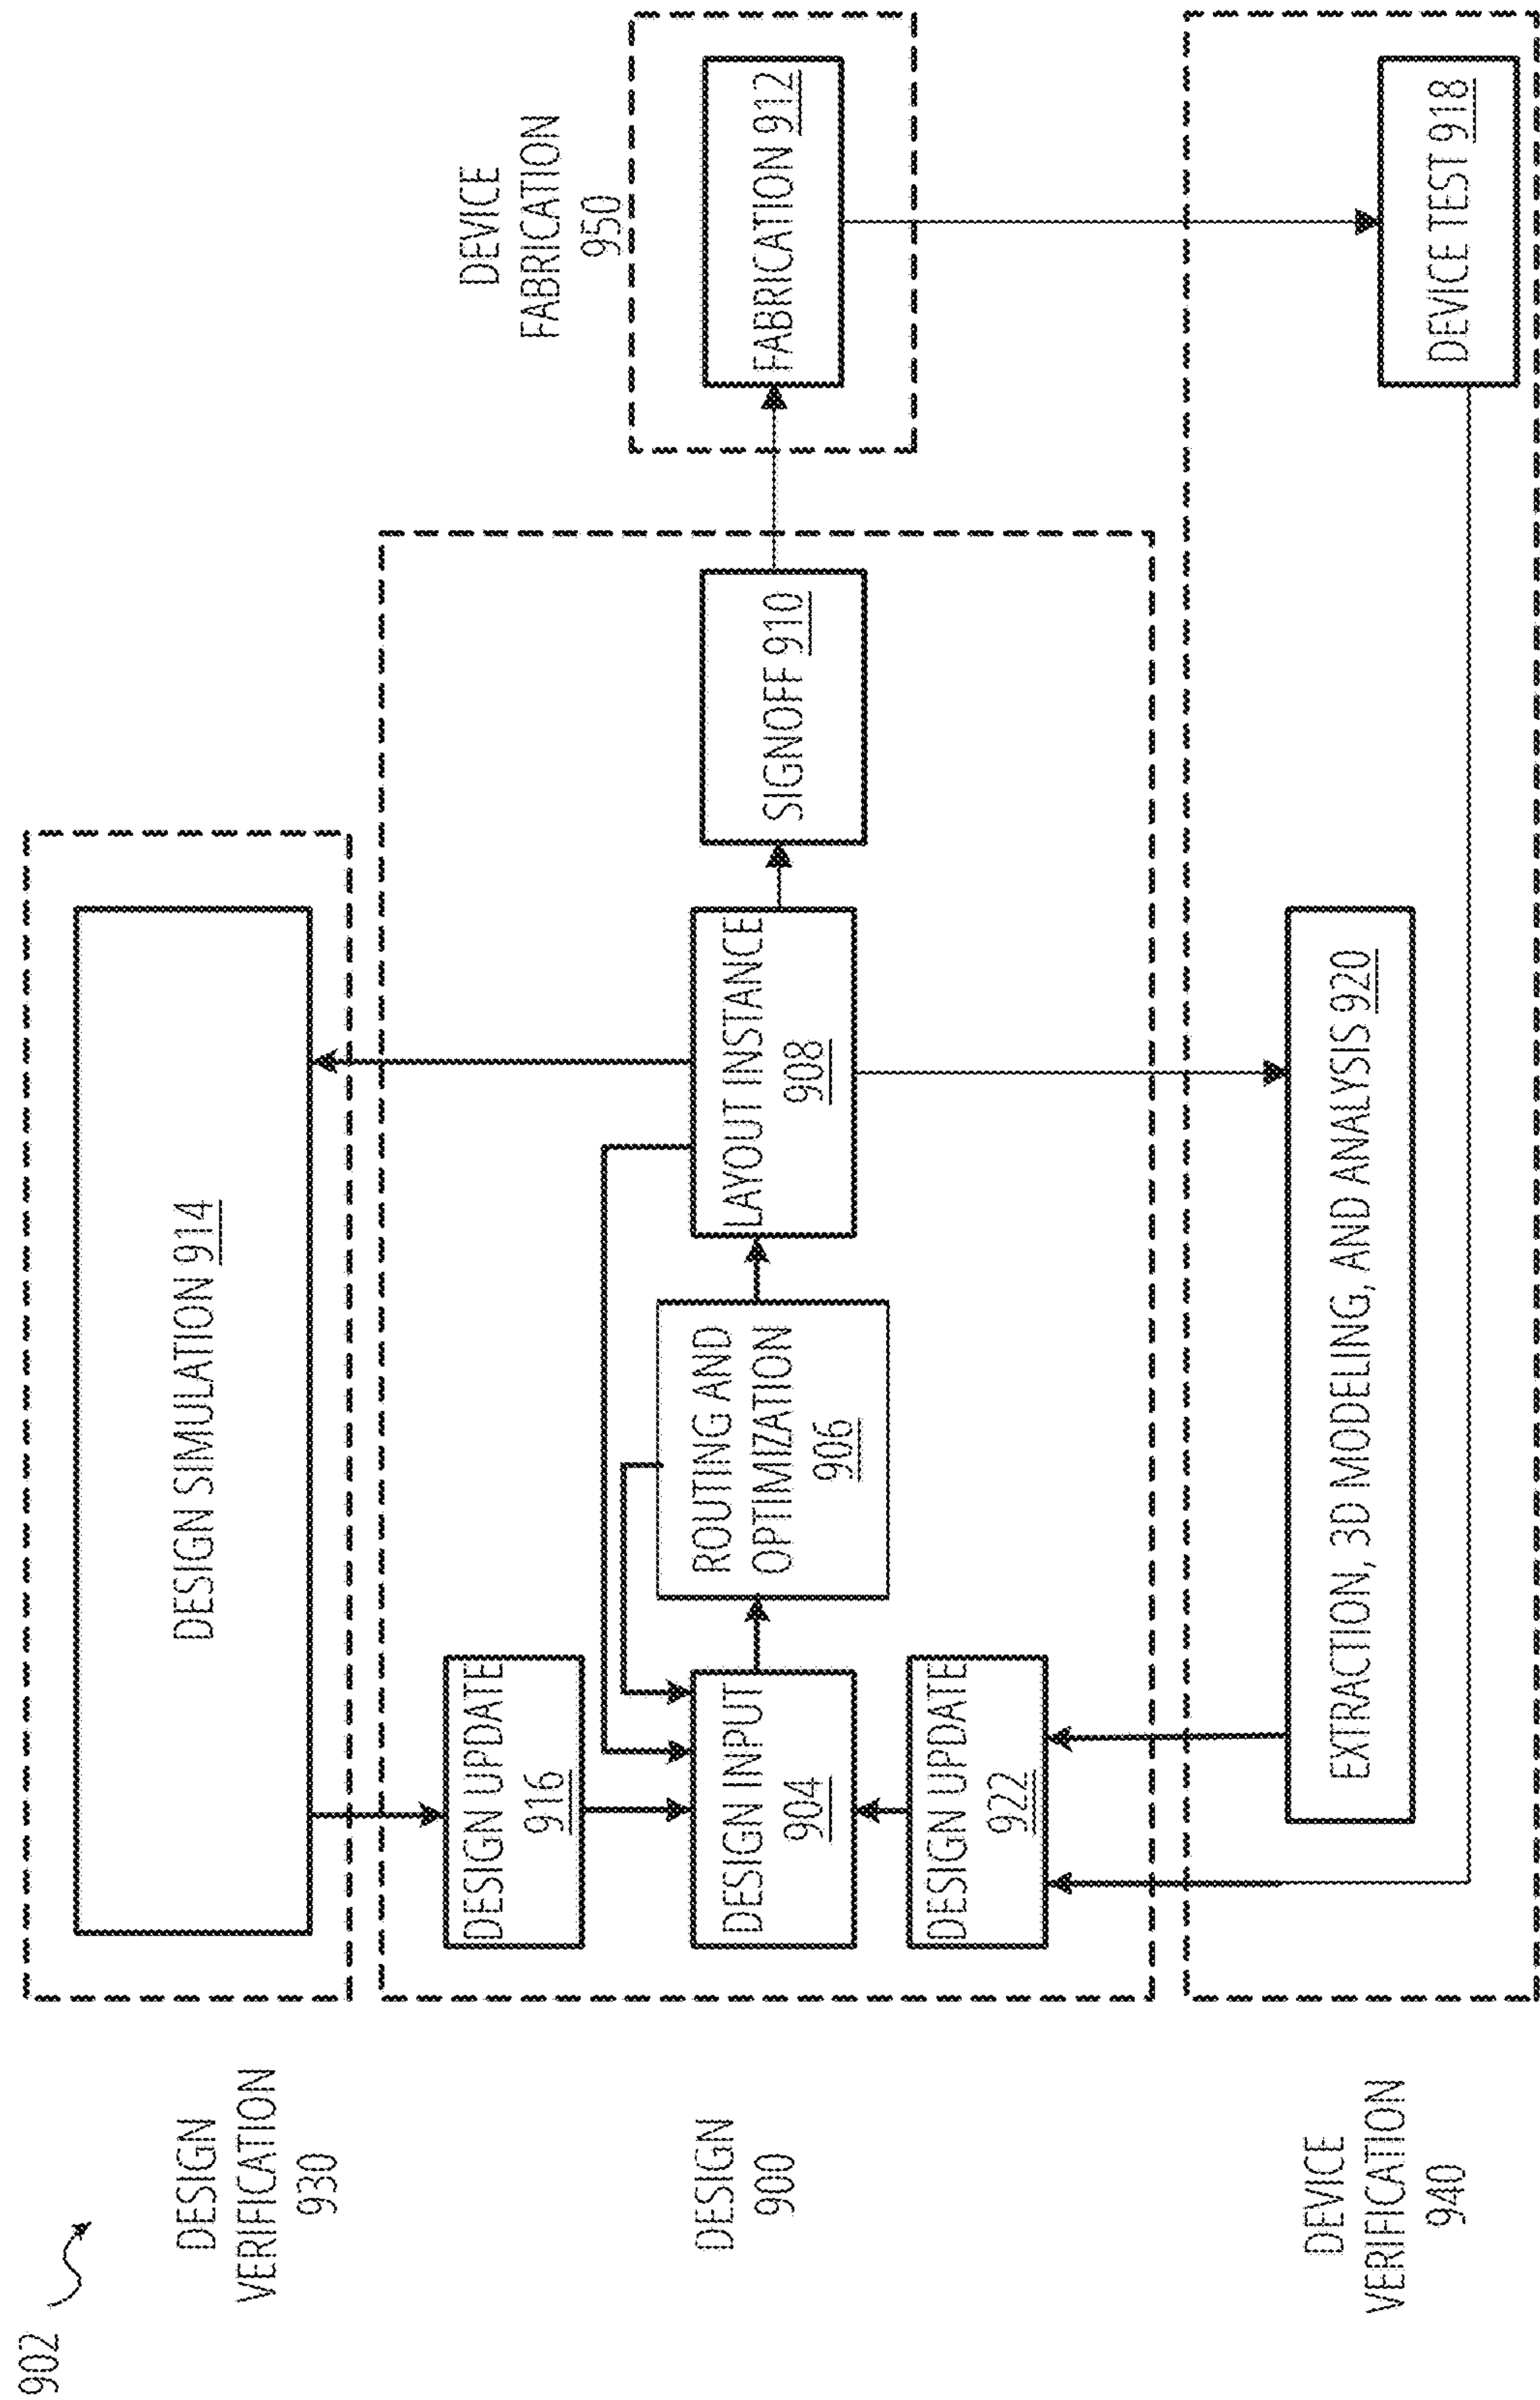 902
DESIGN
VERIFICATION
930
DESIGN SIMULATION 914
DEVICE
FABRICATION
950
DESIGN
900
DESIGN UPDATE
916
DESIGN INPUT
904
DESIGN UPDATE
922
ROUTING AND
OPTIMIZATION
906
LAYOUT INSTANCE
908
SIGNOFF 910
FABRICATION 912
DEVICE
VERIFICATION
940
EXTRACTION, 3D MODELING, AND ANALYSIS 920
DEVICE TEST 918